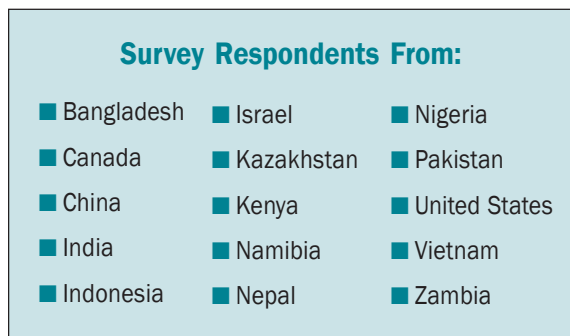 Survey Respondents From:
■ Bangladesh
■ Canada
■ China
■ India
■ Indonesia
■ Israel
■ Kazakhstan
■ Kenya
■ Namibia
■ Nepal
■ Nigeria
■ Pakistan
■ United States
■ Vietnam
■ Zambia